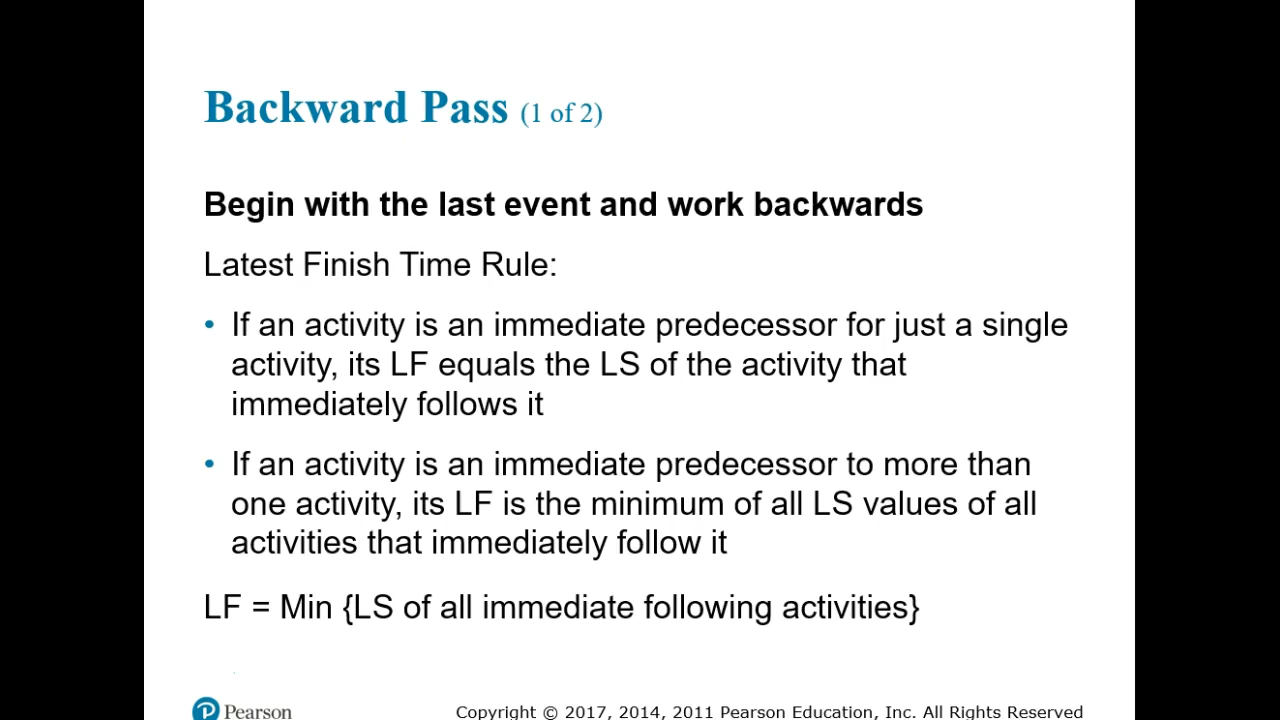 Backward Pass (1 of 2)
Begin with the last event and work backwards
Latest Finish Time Rule:
• If an activity is an immediate predecessor for just a single
activity, its LF equals the LS of the activity that
immediately follows it
• If an activity is an immediate predecessor to more than
one activity, its LF is the minimum of all LS values of all
activities that immediately follow it
LF = Min {LS of all immediate following activities}
Pearson
Copyright © 2017, 2014, 2011 Pearson Education, Inc. All Rights Reserved